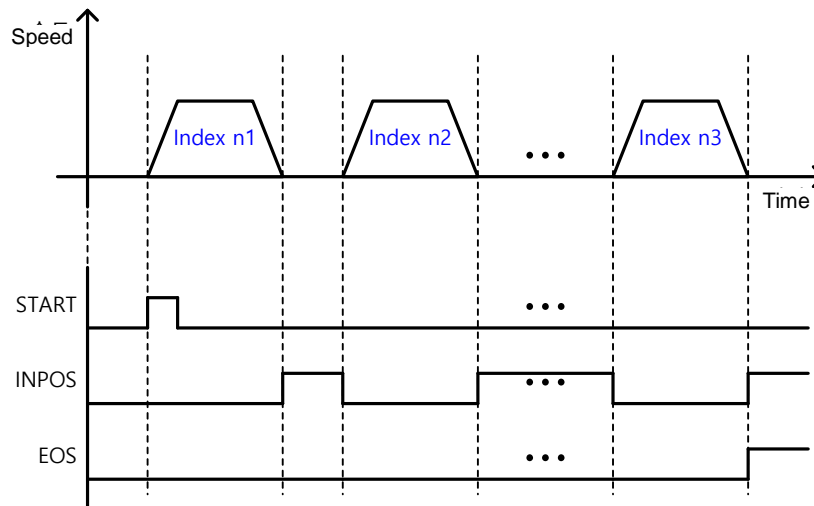 Speed
Index n1
Index n2
• • •
Index n3
Time
START
• • •
INPOS
• • •
EOS
• • •